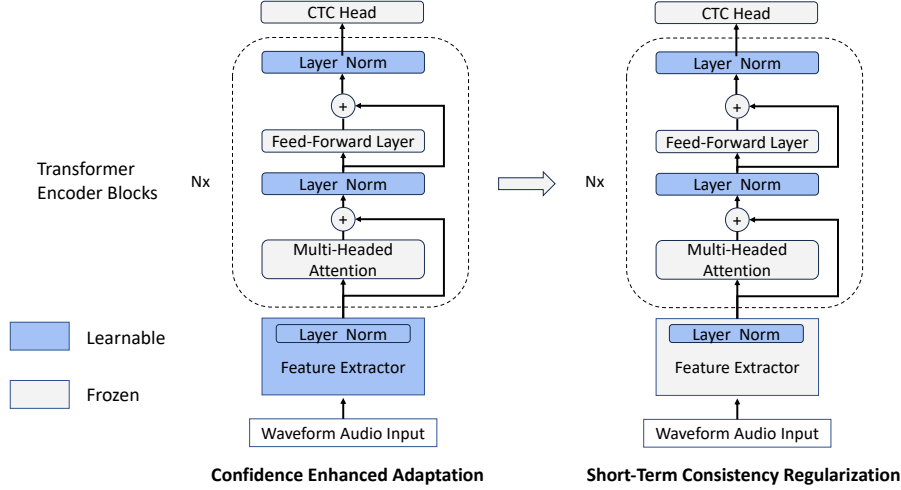 CTC Head
Layer Norm
+
Feed-Forward Layer
Layer Norm
+
Multi-Headed
Attention
Layer Norm
Feature Extractor
Waveform Audio Input
Confidence Enhanced Adaptation
Transformer
Encoder Blocks
Nx
Learnable
Frozen
CTC Head
Layer Norm
+
Feed-Forward Layer
Layer Norm
+
Multi-Headed
Attention
Layer Norm
Feature Extractor
Waveform Audio Input
Short-Term Consistency Regularization
Nx